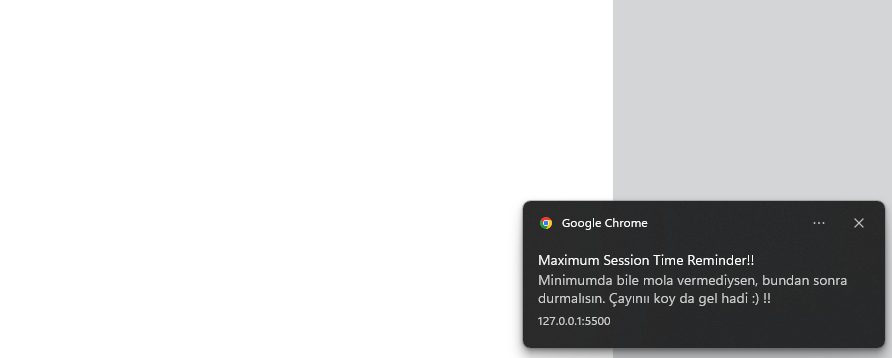 Google Chrome
Maximum Session Time Reminder!!
Minimumda bile mola vermediysen, bundan sonra
durmalısın. Çayınıı koy da gel hadi :) !!
127.0.0.1:5500